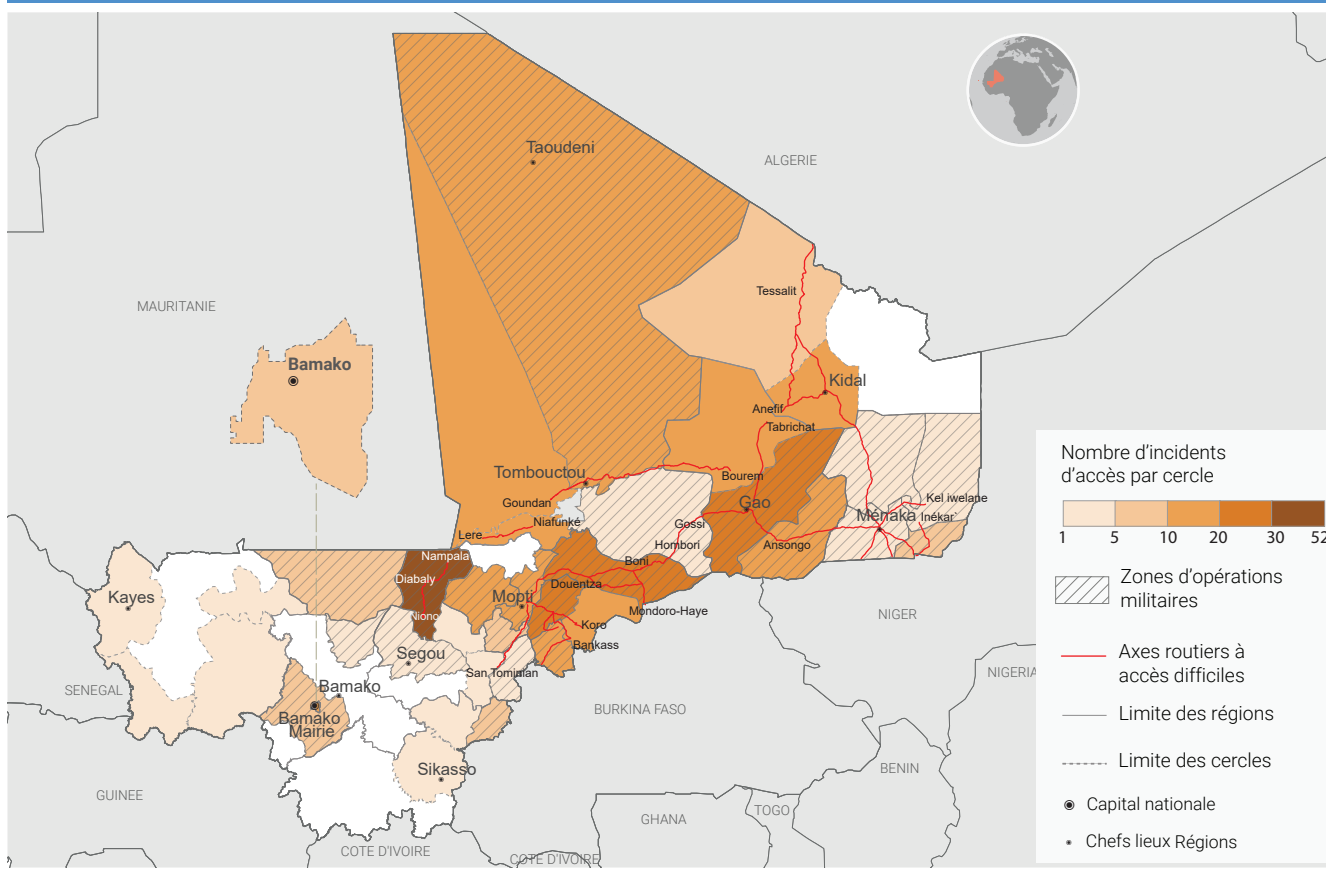 Taoudeni
ALGERIE
Tessalit
MAURITANIE
Bamako
Kidal
Anefif
Tabrichat
Tombouctou
Bourem
Goundan
Gao
Kel iwelane
Niafunké
Gossi
Ménaka
Inékar`
Lere
Hombori
Ansongo
Nampala
Boni
Diabaly
Douentza
Kayes
Mopti
Mondoro-Haye
Niono
Koro
NIGER
Bankass
Segou
San Tominian
NIGERIA
SENEGAL
Bamako
BURKINA FASO
Bamako
Mairie
Sikasso
BENIN
GUINEE
TOGO
GHANA
COTE D'IVOIRE
COTE D'IVOIRE
Nombre d'incidents
d'accès par cercle
1 5 10 20 30 52
Zones d'opérations
militaires
Axes routiers à
accès difficiles
Limite des régions
Limite des cercles
Capital nationale
Chefs lieux Régions